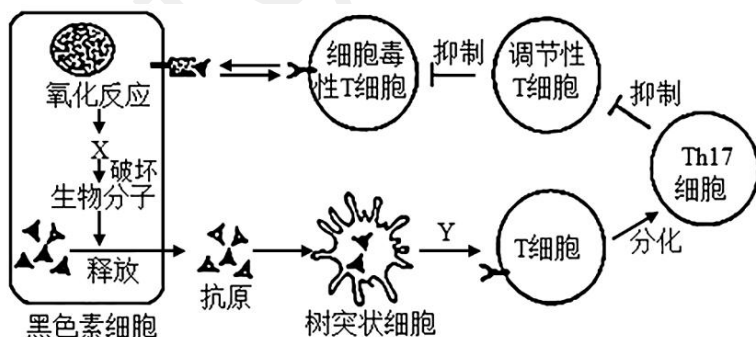 氧化反应
X
破坏
生物分子
释放
黑色素细胞
抗原
树突状细胞
Y
T细胞
分化
Th17
细胞
抑制
调节性
T细胞
抑制
细胞毒
性T细胞